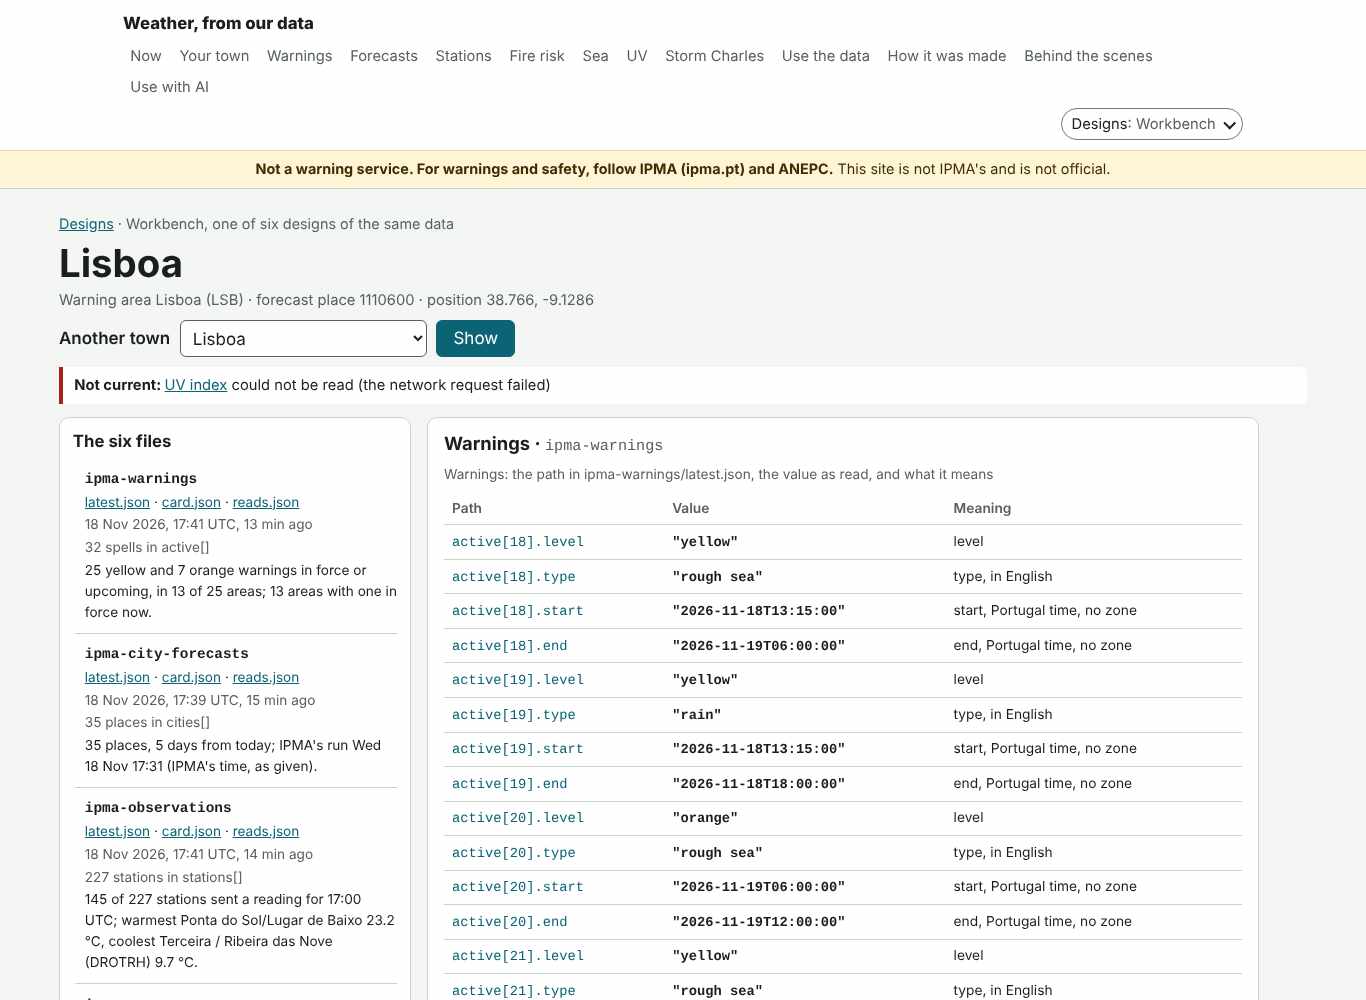 Weather, from our data
Now Your town Warnings Forecasts Stations Fire risk Sea UV Storm Charles Use the data How it was made Behind the scenes
Use with AI
Designs: Workbench
Not a warning service. For warnings and safety, follow IPMA (ipma.pt) and ANEPC. This site is not IPMA's and is not official.
Designs · Workbench, one of six designs of the same data
Lisboa
Warning area Lisboa (LSB) · forecast place 1110600 · position 38.766, -9.1286
Another town Lisboa Show
Not current: UV index could not be read (the network request failed)
The six files
ipma-warnings
latest.json · card.json · reads.json
18 Nov 2026, 17:41 UTC, 13 min ago
32 spells in active[]
25 yellow and 7 orange warnings in force or
upcoming, in 13 of 25 areas; 13 areas with one in
force now.
ipma-city-forecasts
latest.json · card.json · reads.json
18 Nov 2026, 17:39 UTC, 15 min ago
35 places in cities[]
35 places, 5 days from today; IPMA's run Wed
18 Nov 17:31 (IPMA's time, as given).
ipma-observations
latest.json · card.json · reads.json
18 Nov 2026, 17:41 UTC, 14 min ago
227 stations in stations[]
145 of 227 stations sent a reading for 17:00
UTC; warmest Ponta do Sol/Lugar de Baixo 23.2
°C, coolest Terceira / Ribeira das Nove
(DROTRH) 9.7 °C.
Warnings · ipma-warnings
Warnings: the path in ipma-warnings/latest.json, the value as read, and what it means
Path Value Meaning
active[18].level "yellow" level
active[18].type "rough sea" type, in English
active[18].start "2026-11-18T13:15:00" start, Portugal time, no zone
active[18].end "2026-11-19T06:00:00" end, Portugal time, no zone
active[19].level "yellow" level
active[19].type "rain" type, in English
active[19].start "2026-11-18T13:15:00" start, Portugal time, no zone
active[19].end "2026-11-18T18:00:00" end, Portugal time, no zone
active[20].level "orange" level
active[20].type "rough sea" type, in English
active[20].start "2026-11-19T06:00:00" start, Portugal time, no zone
active[20].end "2026-11-19T12:00:00" end, Portugal time, no zone
active[21].level "yellow" level
active[21].type "rough sea" type, in English